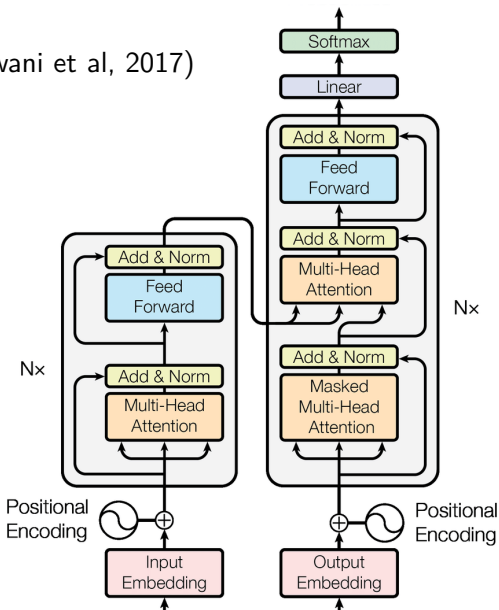 wani et al, 2017)
Softmax
Linear
Add & Norm
Feed
Forward
Add & Norm
Multi-Head
Attention
Add & Norm
Masked
Multi-Head
Attention
N×
Add & Norm
Feed
Forward
Add & Norm
Multi-Head
Attention
N×
Positional
Encoding
Positional
Encoding
Input
Embedding
Output
Embedding